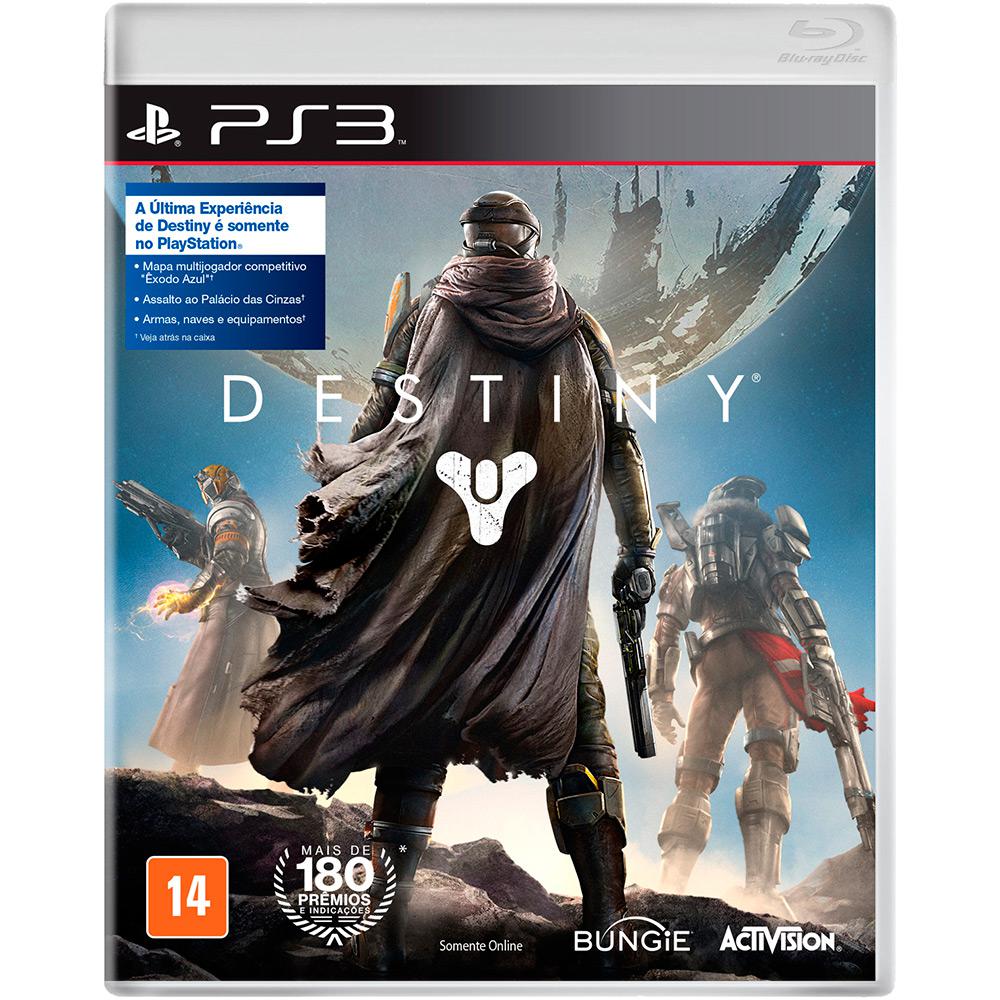 Blu-ray Disc
PS3™
A Última Experiência
de Destiny é somente
no PlayStation®
• Mapa multijogador competitivo
"Êxodo Azul"†
• Assalto ao Palácio das Cinzas†
• Armas, naves e equipamentos†
† Veja atrás na caixa
DESTINY®
MAIS DE *
180
PRÊMIOS
E INDICAÇÕES
14
Somente Online
BUNGiE
ACTIVISION®